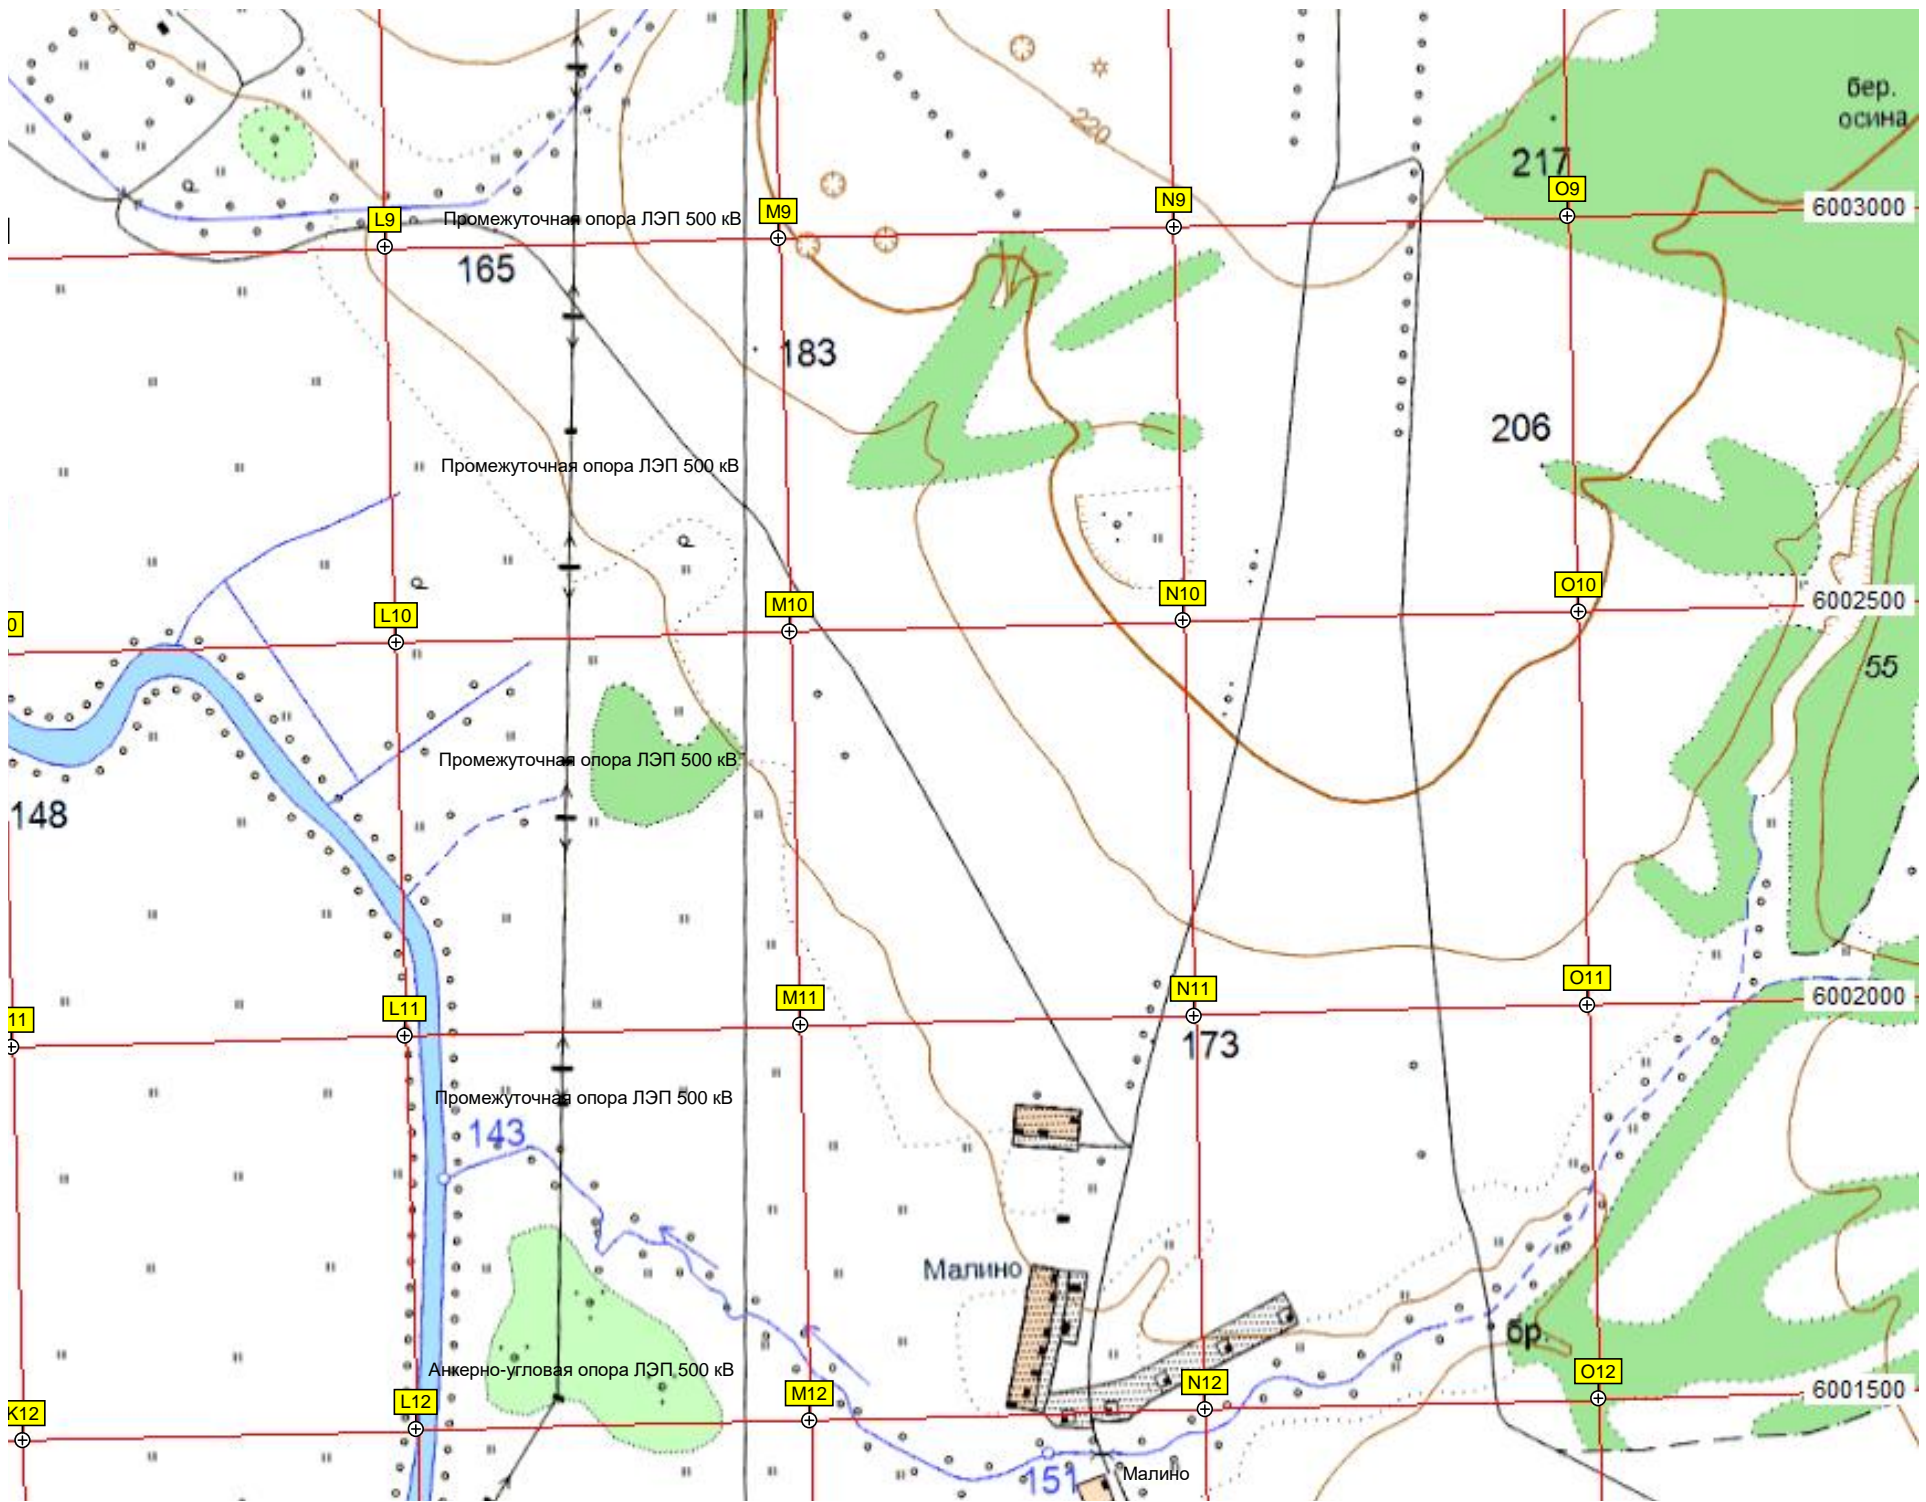 бер.
осина
220
217
O9
N9
M9
L9
6003000
Промежуточная опора ЛЭП 500 кВ
165
183
206
Промежуточная опора ЛЭП 500 кВ
O10
N10
M10
L10
6002500
0
55
Промежуточная опора ЛЭП 500 кВ
148
O11
N11
M11
L11
11
6002000
173
Промежуточная опора ЛЭП 500 кВ
143
Малино
бр.
Анкерно-угловая опора ЛЭП 500 кВ
O12
N12
M12
L12
K12
6001500
151
Малино